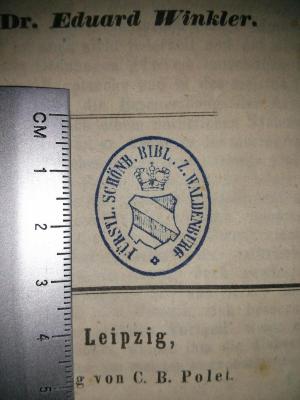 Dr. Eduard Winkler.
CM
1
2
3
4
5
FÜRSTL. SCHÖNB. BIBL. Z. WALDENBURG
Leipzig,
g von C. B. Polet.